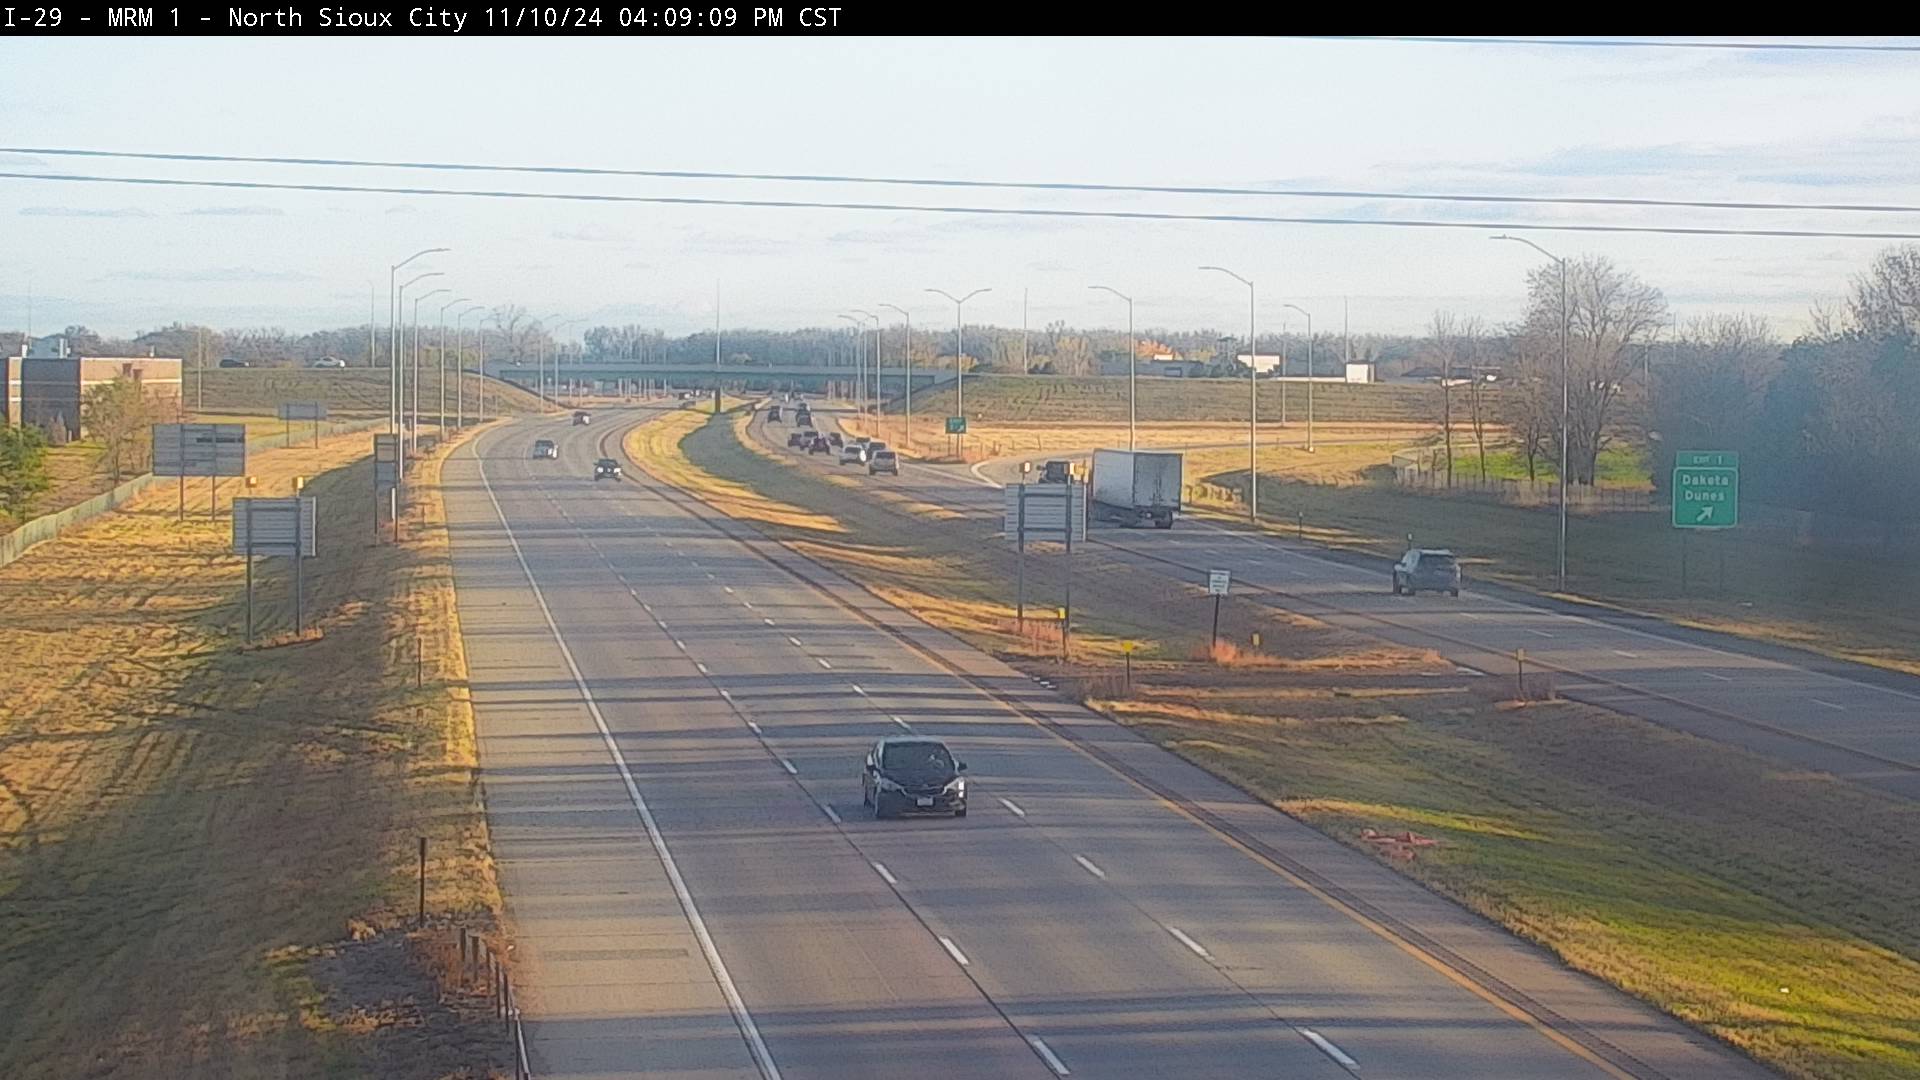 I-29 - MRM 1 - North Sioux City 11/10/24 04:09:09 PM CST
EXIT 1
Dakota
Dunes